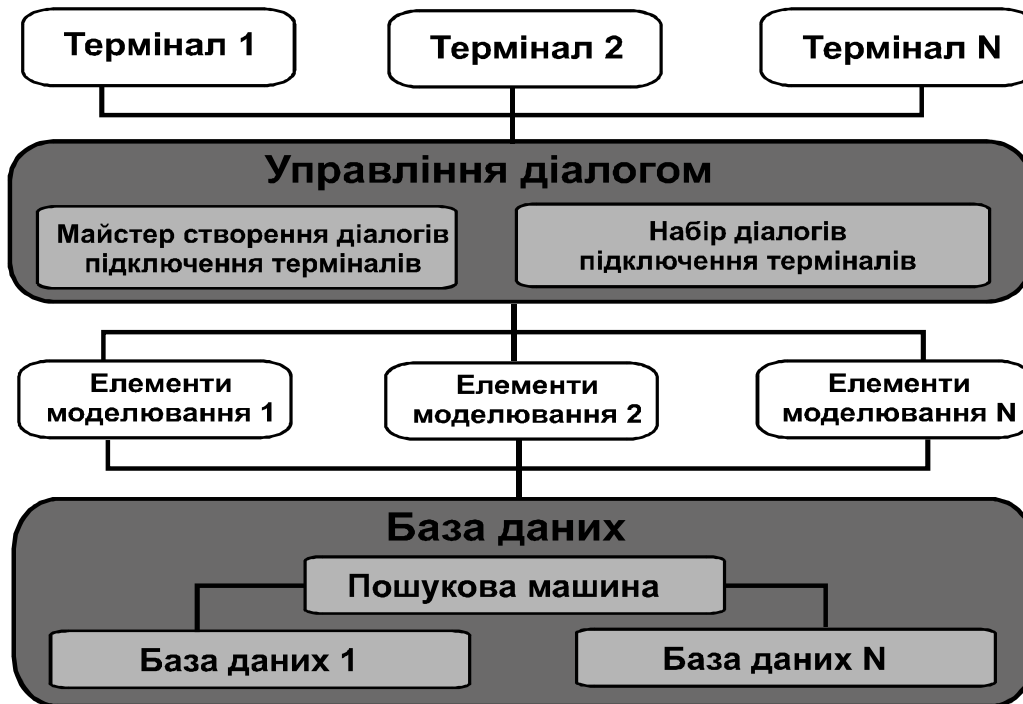 Термінал 1
Термінал 2
Термінал N
Управління діалогом
Майстер створення діалогів
підключення терміналів
Набір діалогів
підключення терміналів
Елементи
моделювання 1
Елементи
моделювання 2
Елементи
моделювання N
База даних
Пошукова машина
База даних 1
База даних N